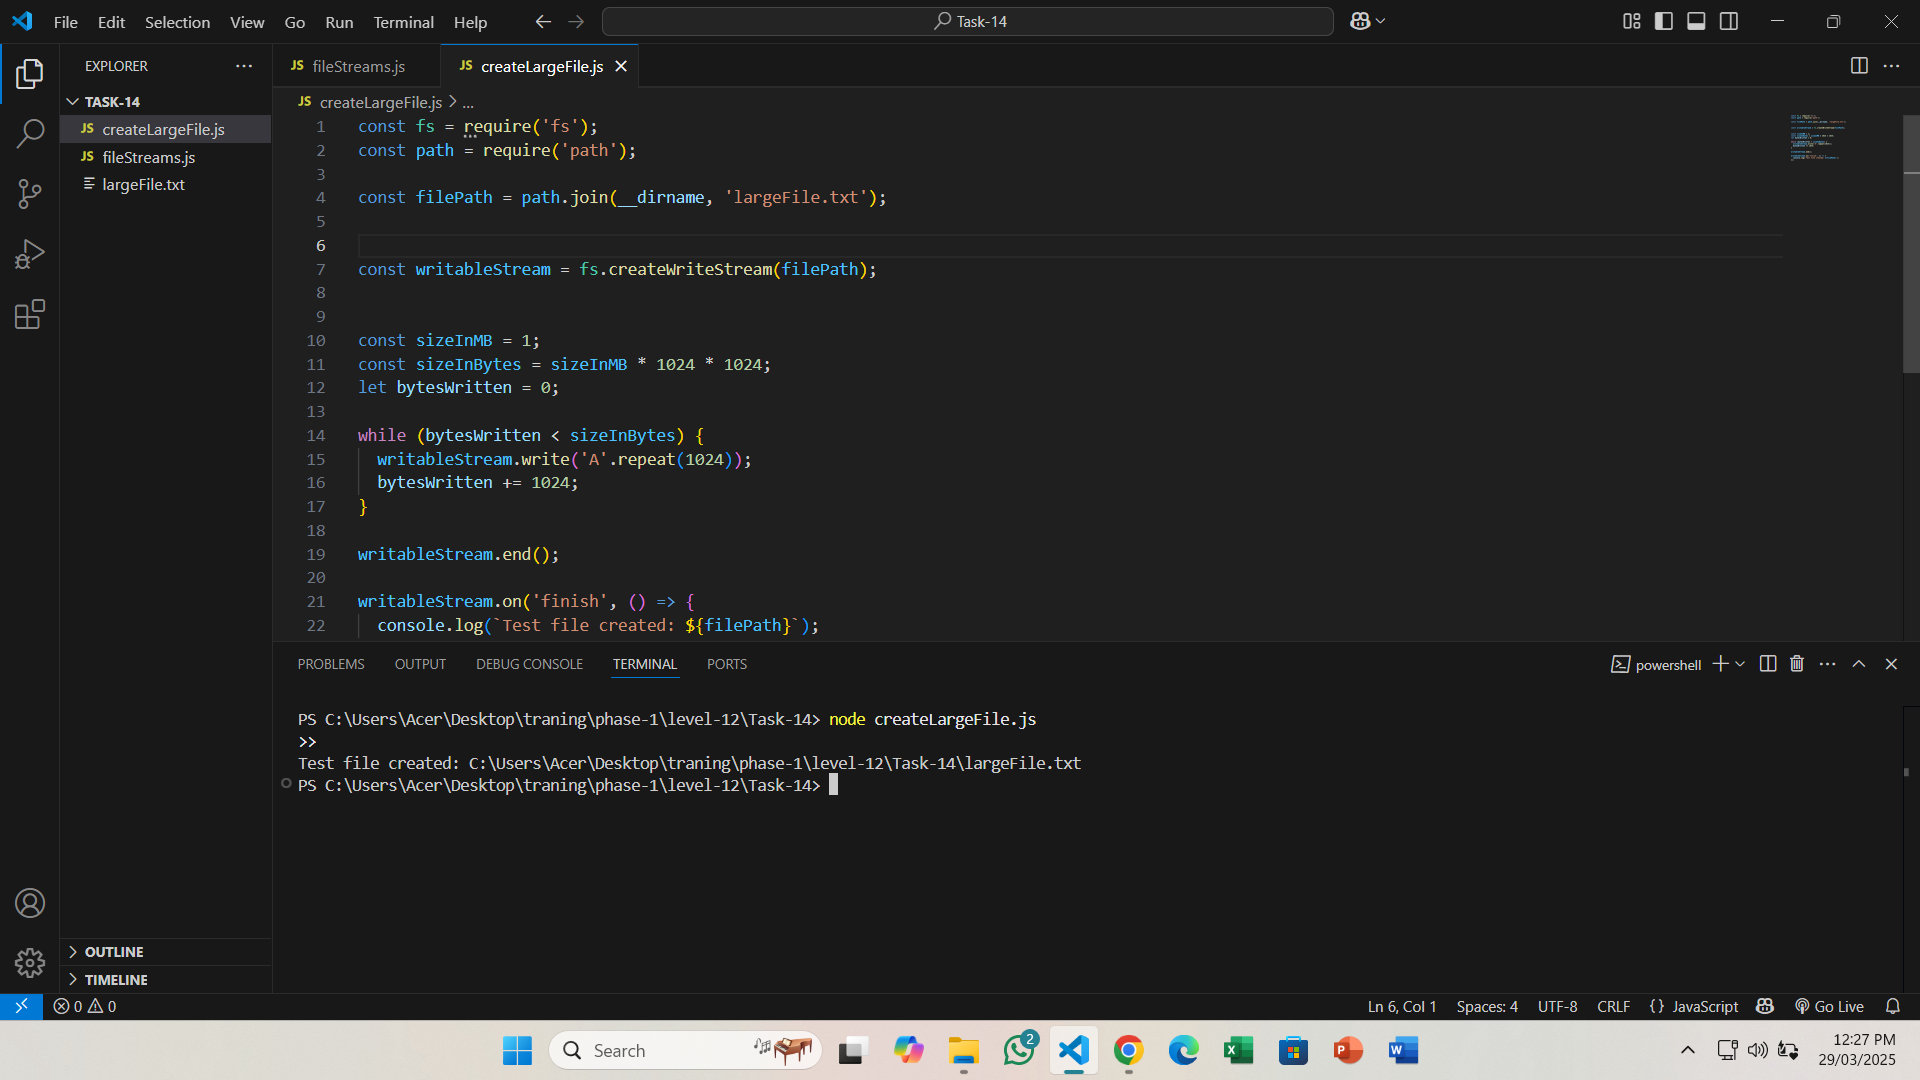 File Edit Selection View Go Run Terminal Help
Task-14
EXPLORER
TASK-14
JS createLargeFile.js
JS fileStreams.js
largeFile.txt
OUTLINE
TIMELINE
JS fileStreams.js
JS createLargeFile.js
JS createLargeFile.js > ...
1 const fs = require('fs');
2 const path = require('path');
3
4 const filePath = path.join(__dirname, 'largeFile.txt');
5
6
7 const writableStream = fs.createWriteStream(filePath);
8
9
10 const sizeInMB = 1;
11 const sizeInBytes = sizeInMB * 1024 * 1024;
12 let bytesWritten = 0;
13
14 while (bytesWritten < sizeInBytes) {
15 writableStream.write('A'.repeat(1024));
16 bytesWritten += 1024;
17 }
18
19 writableStream.end();
20
21 writableStream.on('finish', () => {
22 console.log(`Test file created: ${filePath}`);
PROBLEMS OUTPUT DEBUG CONSOLE TERMINAL PORTS
powershell
PS C:\Users\Acer\Desktop\traning\phase-1\level-12\Task-14> node createLargeFile.js
>>
Test file created: C:\Users\Acer\Desktop\traning\phase-1\level-12\Task-14\largeFile.txt
PS C:\Users\Acer\Desktop\traning\phase-1\level-12\Task-14>
0 0
Ln 6, Col 1 Spaces: 4 UTF-8 CRLF {} JavaScript Go Live
Search
2
12:27 PM
29/03/2025